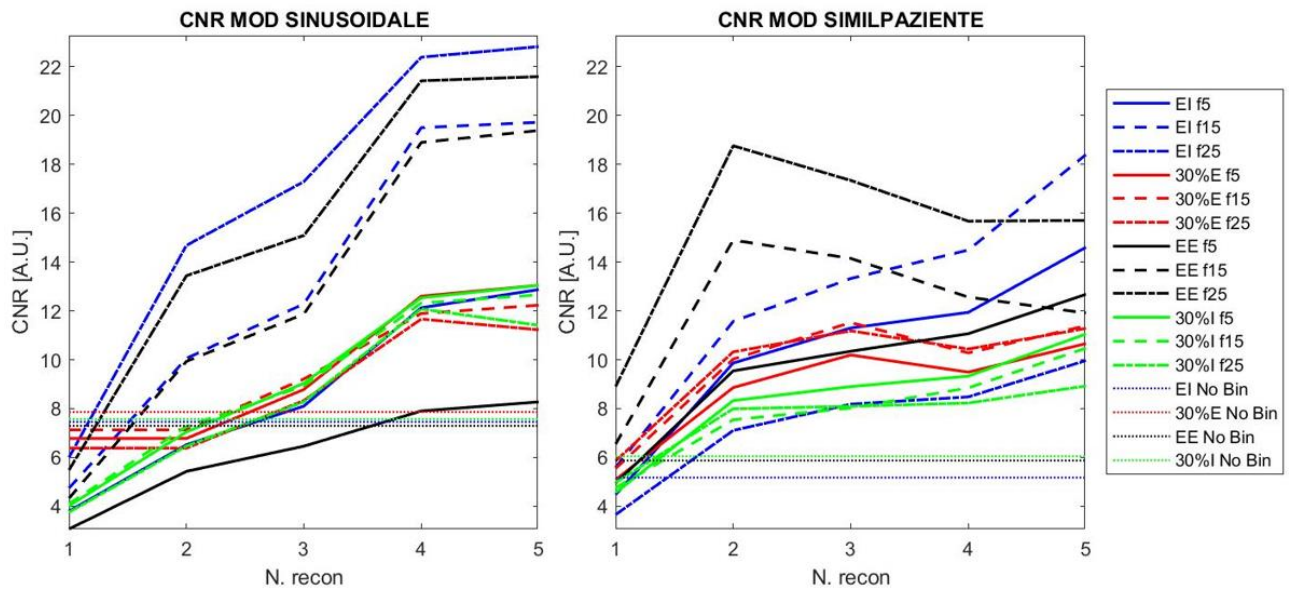 CNR MOD SINUSOIDALE
22
20
18
16
14
12
10
8
6
4
CNR [A.U.]
1 2 3 4 5
N. recon
CNR MOD SIMILPAZIENTE
22
20
18
16
14
12
10
8
6
4
CNR [A.U.]
1 2 3 4 5
N. recon
EI f5
EI f15
EI f25
30%E f5
30%E f15
30%E f25
EE f5
EE f15
EE f25
30%I f5
30%I f15
30%I f25
EI No Bin
30%E No Bin
EE No Bin
30%I No Bin